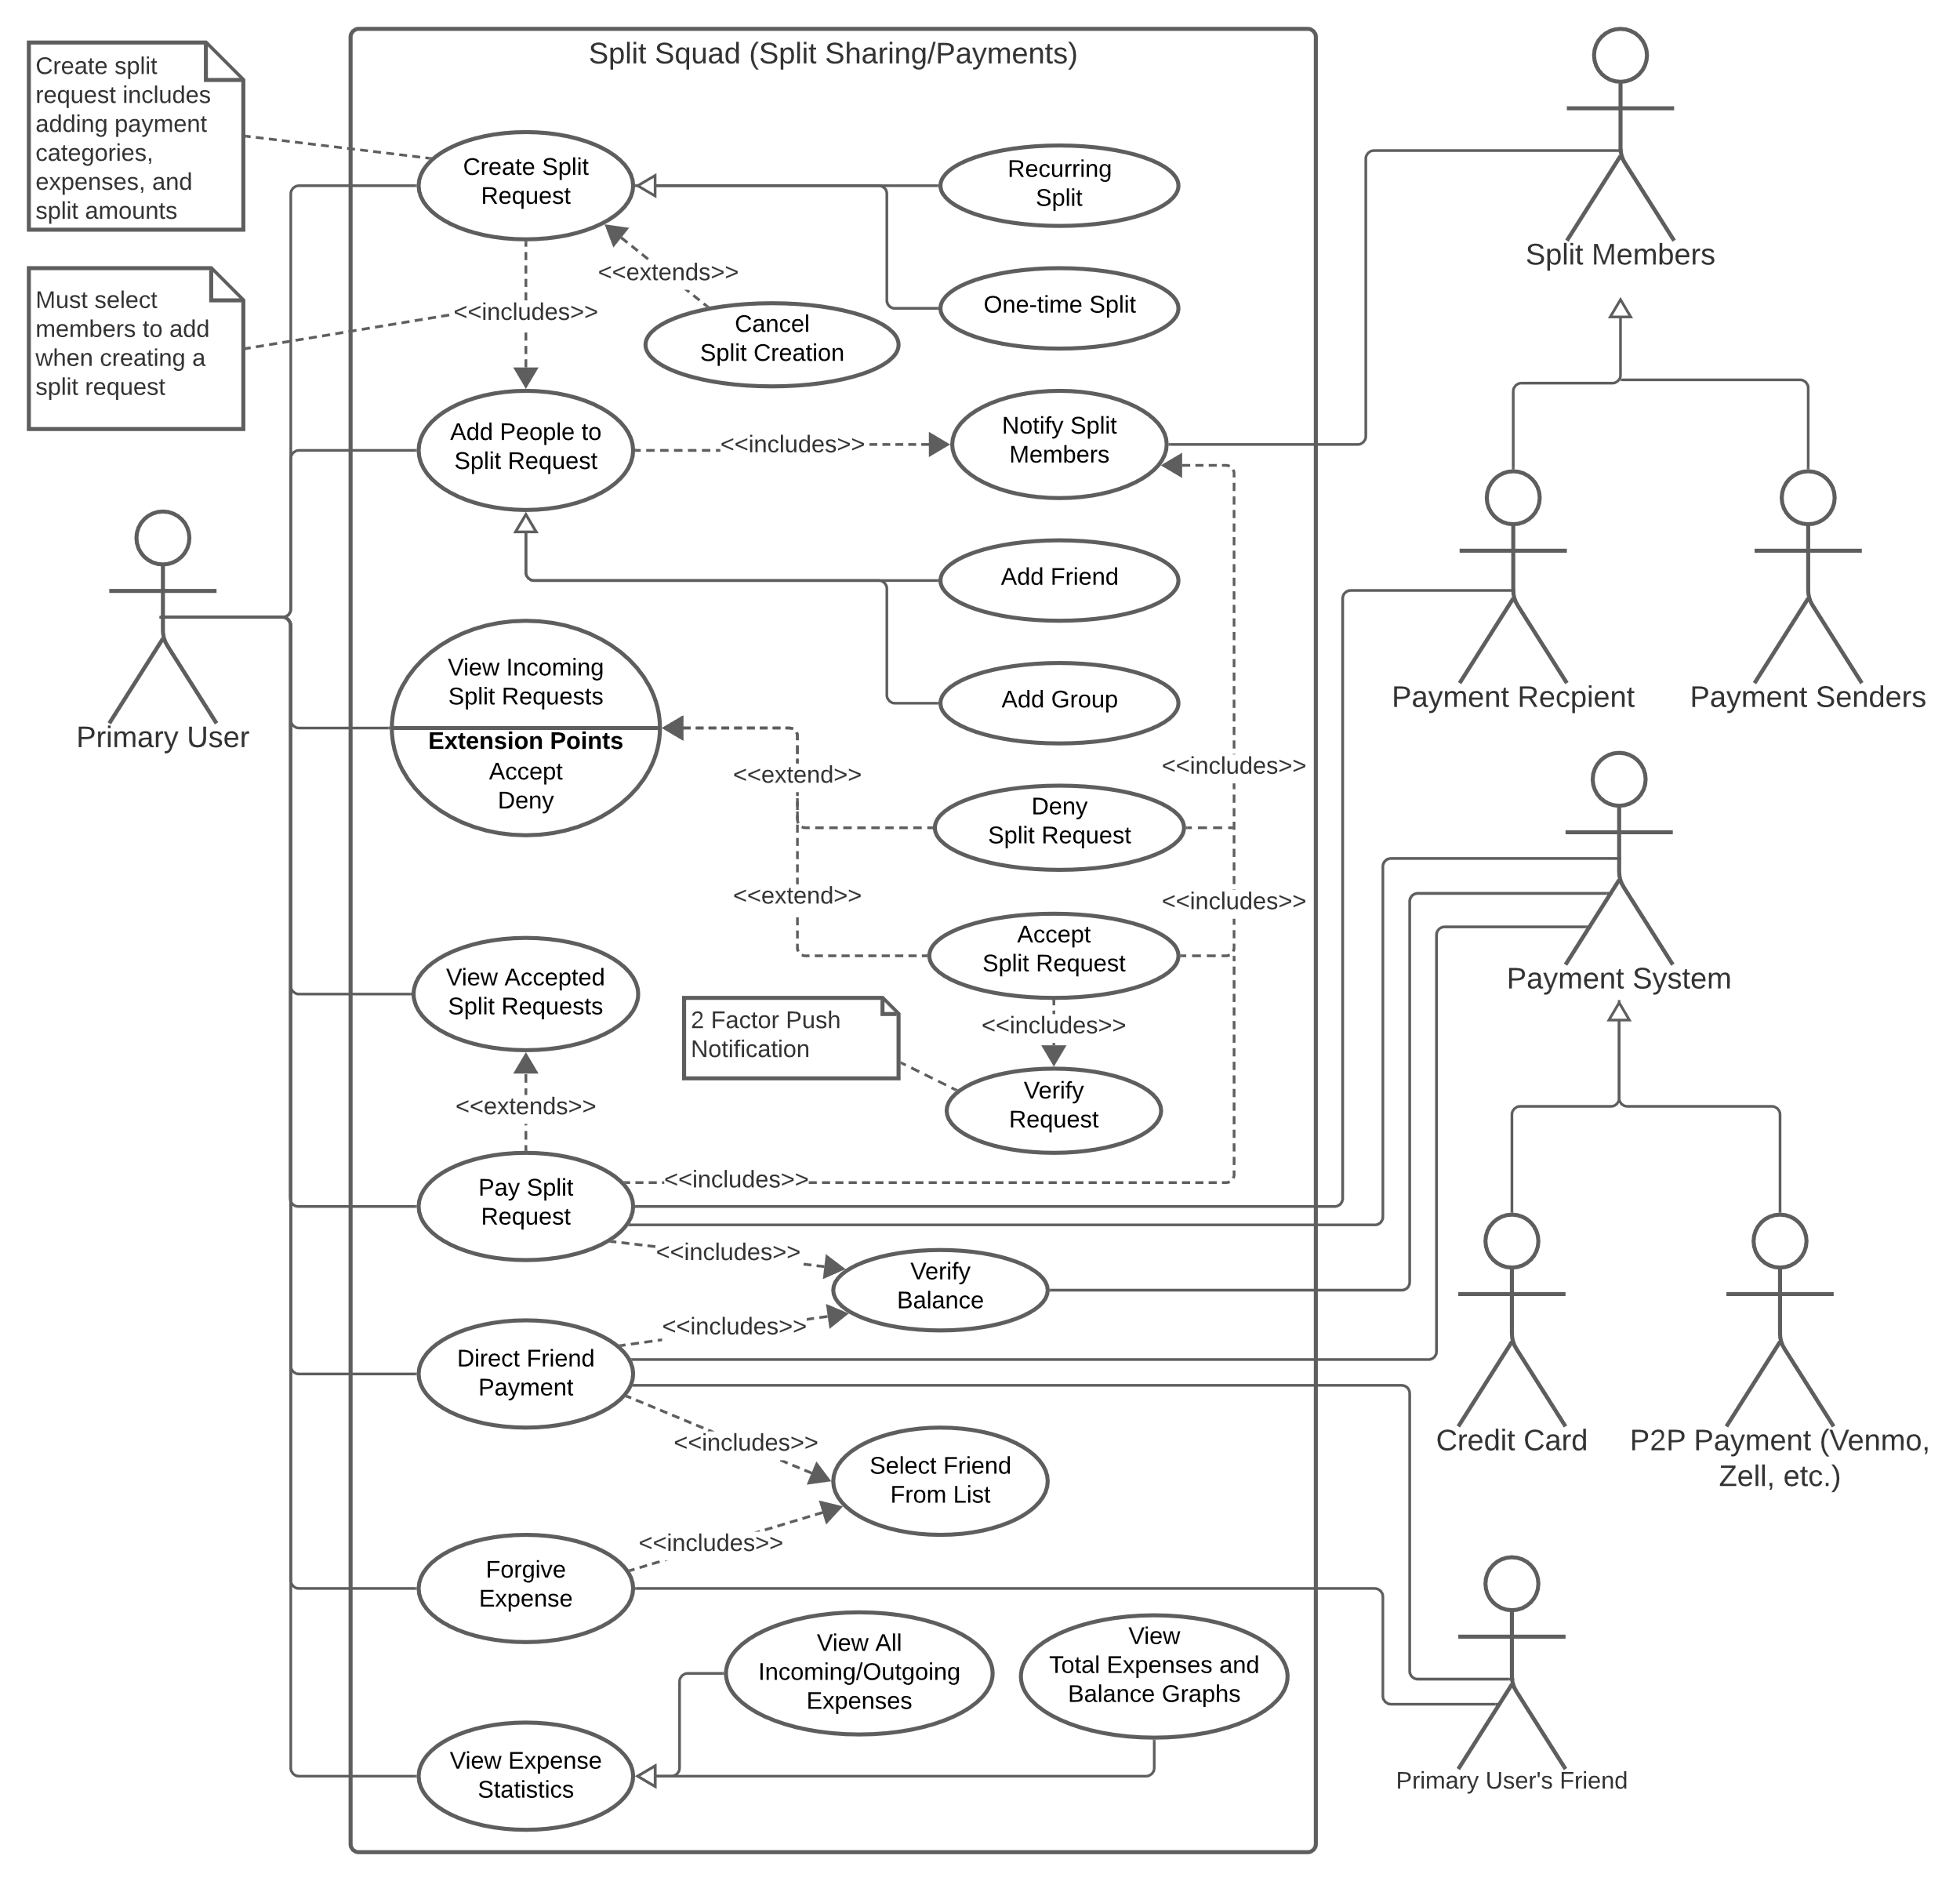 Split Squad (Split Sharing/Payments)
Create split
request includes
adding payment
categories,
expenses, and
split amounts
Must select
members to add
when creating a
split request
Primary User
Create Split
Request
Recurring
Split
<<extends>>
<<includes>>
One-time Split
Cancel
Split Creation
Add People to
Split Request
<<includes>>
Notify Split
Members
Add Friend
Add Group
View Incoming
Split Requests
Extension Points
Accept
Deny
<<extend>>
<<includes>>
Deny
Split Request
<<extend>>
<<includes>>
Accept
Split Request
View Accepted
Split Requests
2 Factor Push
Notification
<<includes>>
Verify
Request
<<extends>>
Pay Split
Request
<<includes>>
<<includes>>
Verify
Balance
<<includes>>
Direct Friend
Payment
<<includes>>
Select Friend
From List
<<includes>>
Forgive
Expense
View All
Incoming/Outgoing
Expenses
View
Total Expenses and
Balance Graphs
View Expense
Statistics
Split Members
Payment Recpient
Payment Senders
Payment System
Credit Card
P2P Payment (Venmo,
Zell, etc.)
Primary User's Friend